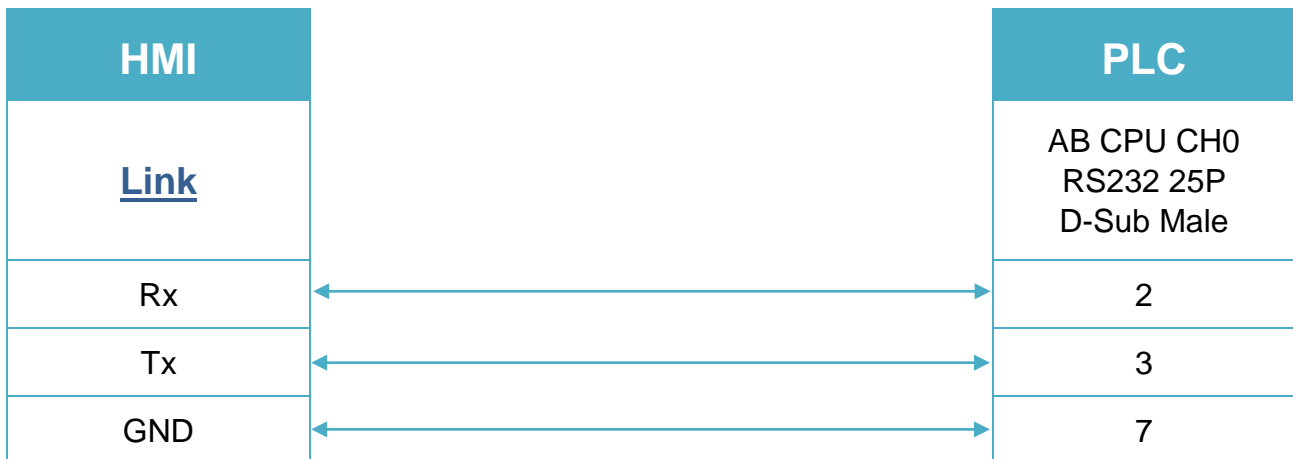 HMI
PLC
Link
AB CPU CH0
RS232 25P
D-Sub Male
Rx
2
Tx
3
GND
7